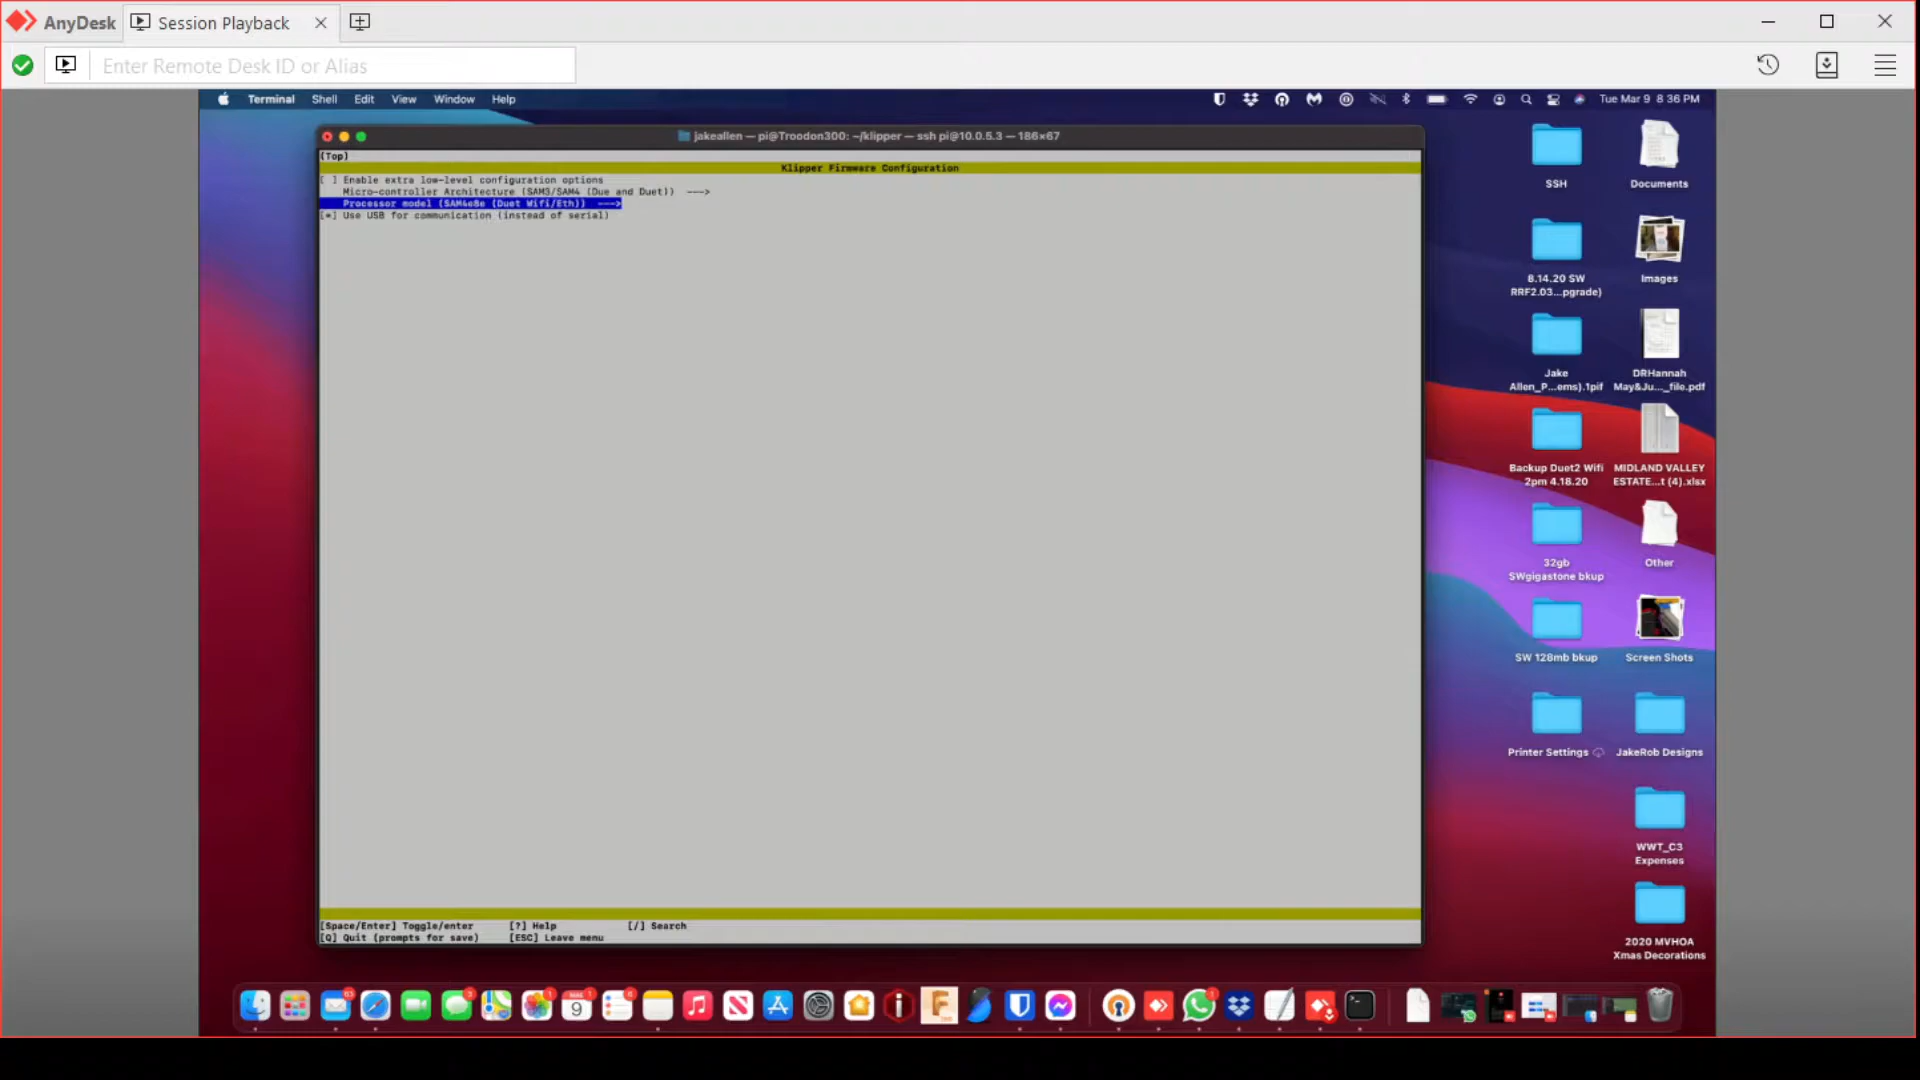 AnyDesk
Session Playback
Enter Remote Desk ID or Alias
Terminal Shell Edit View Window Help
Tue Mar 9 8:36 PM
jakeallen — pi@Troodon300: ~/klipper — ssh pi@10.0.5.3 — 186×67
(Top)
Klipper Firmware Configuration
[ ] Enable extra low-level configuration options
Micro-controller Architecture (SAM3/SAM4 (Due and Duet)) --->
Processor model (SAM4e8e (Duet Wifi/Eth)) --->
[*] Use USB for communication (instead of serial)
[Space/Enter] Toggle/enter [?] Help [/] Search
[Q] Quit (prompts for save) [ESC] Leave menu
SSH
Documents
8.14.20 SW
RRF2.03...pgrade)
Images
Jake
Allen_P...ems).1pif
DRHannah
May&Ju..._file.pdf
Backup Duet2 Wifi
2pm 4.18.20
MIDLAND VALLEY
ESTATE...t (4).xlsx
32gb
SWgigastone bkup
Other
SW 128mb bkup
Screen Shots
Printer Settings
JakeRob Designs
WWT_C3
Expenses
2020 MVHOA
Xmas Decorations